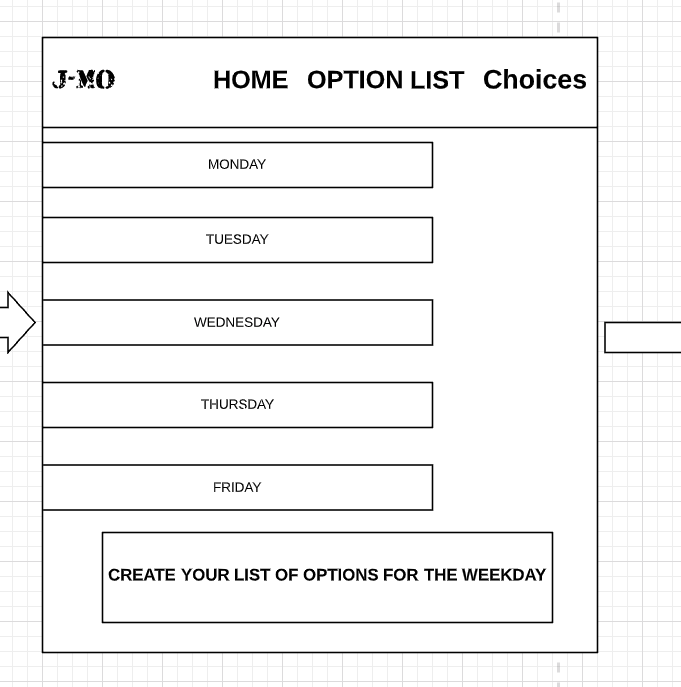 J-MO HOME OPTION LIST Choices
MONDAY
TUESDAY
WEDNESDAY
THURSDAY
FRIDAY
CREATE YOUR LIST OF OPTIONS FOR THE WEEKDAY